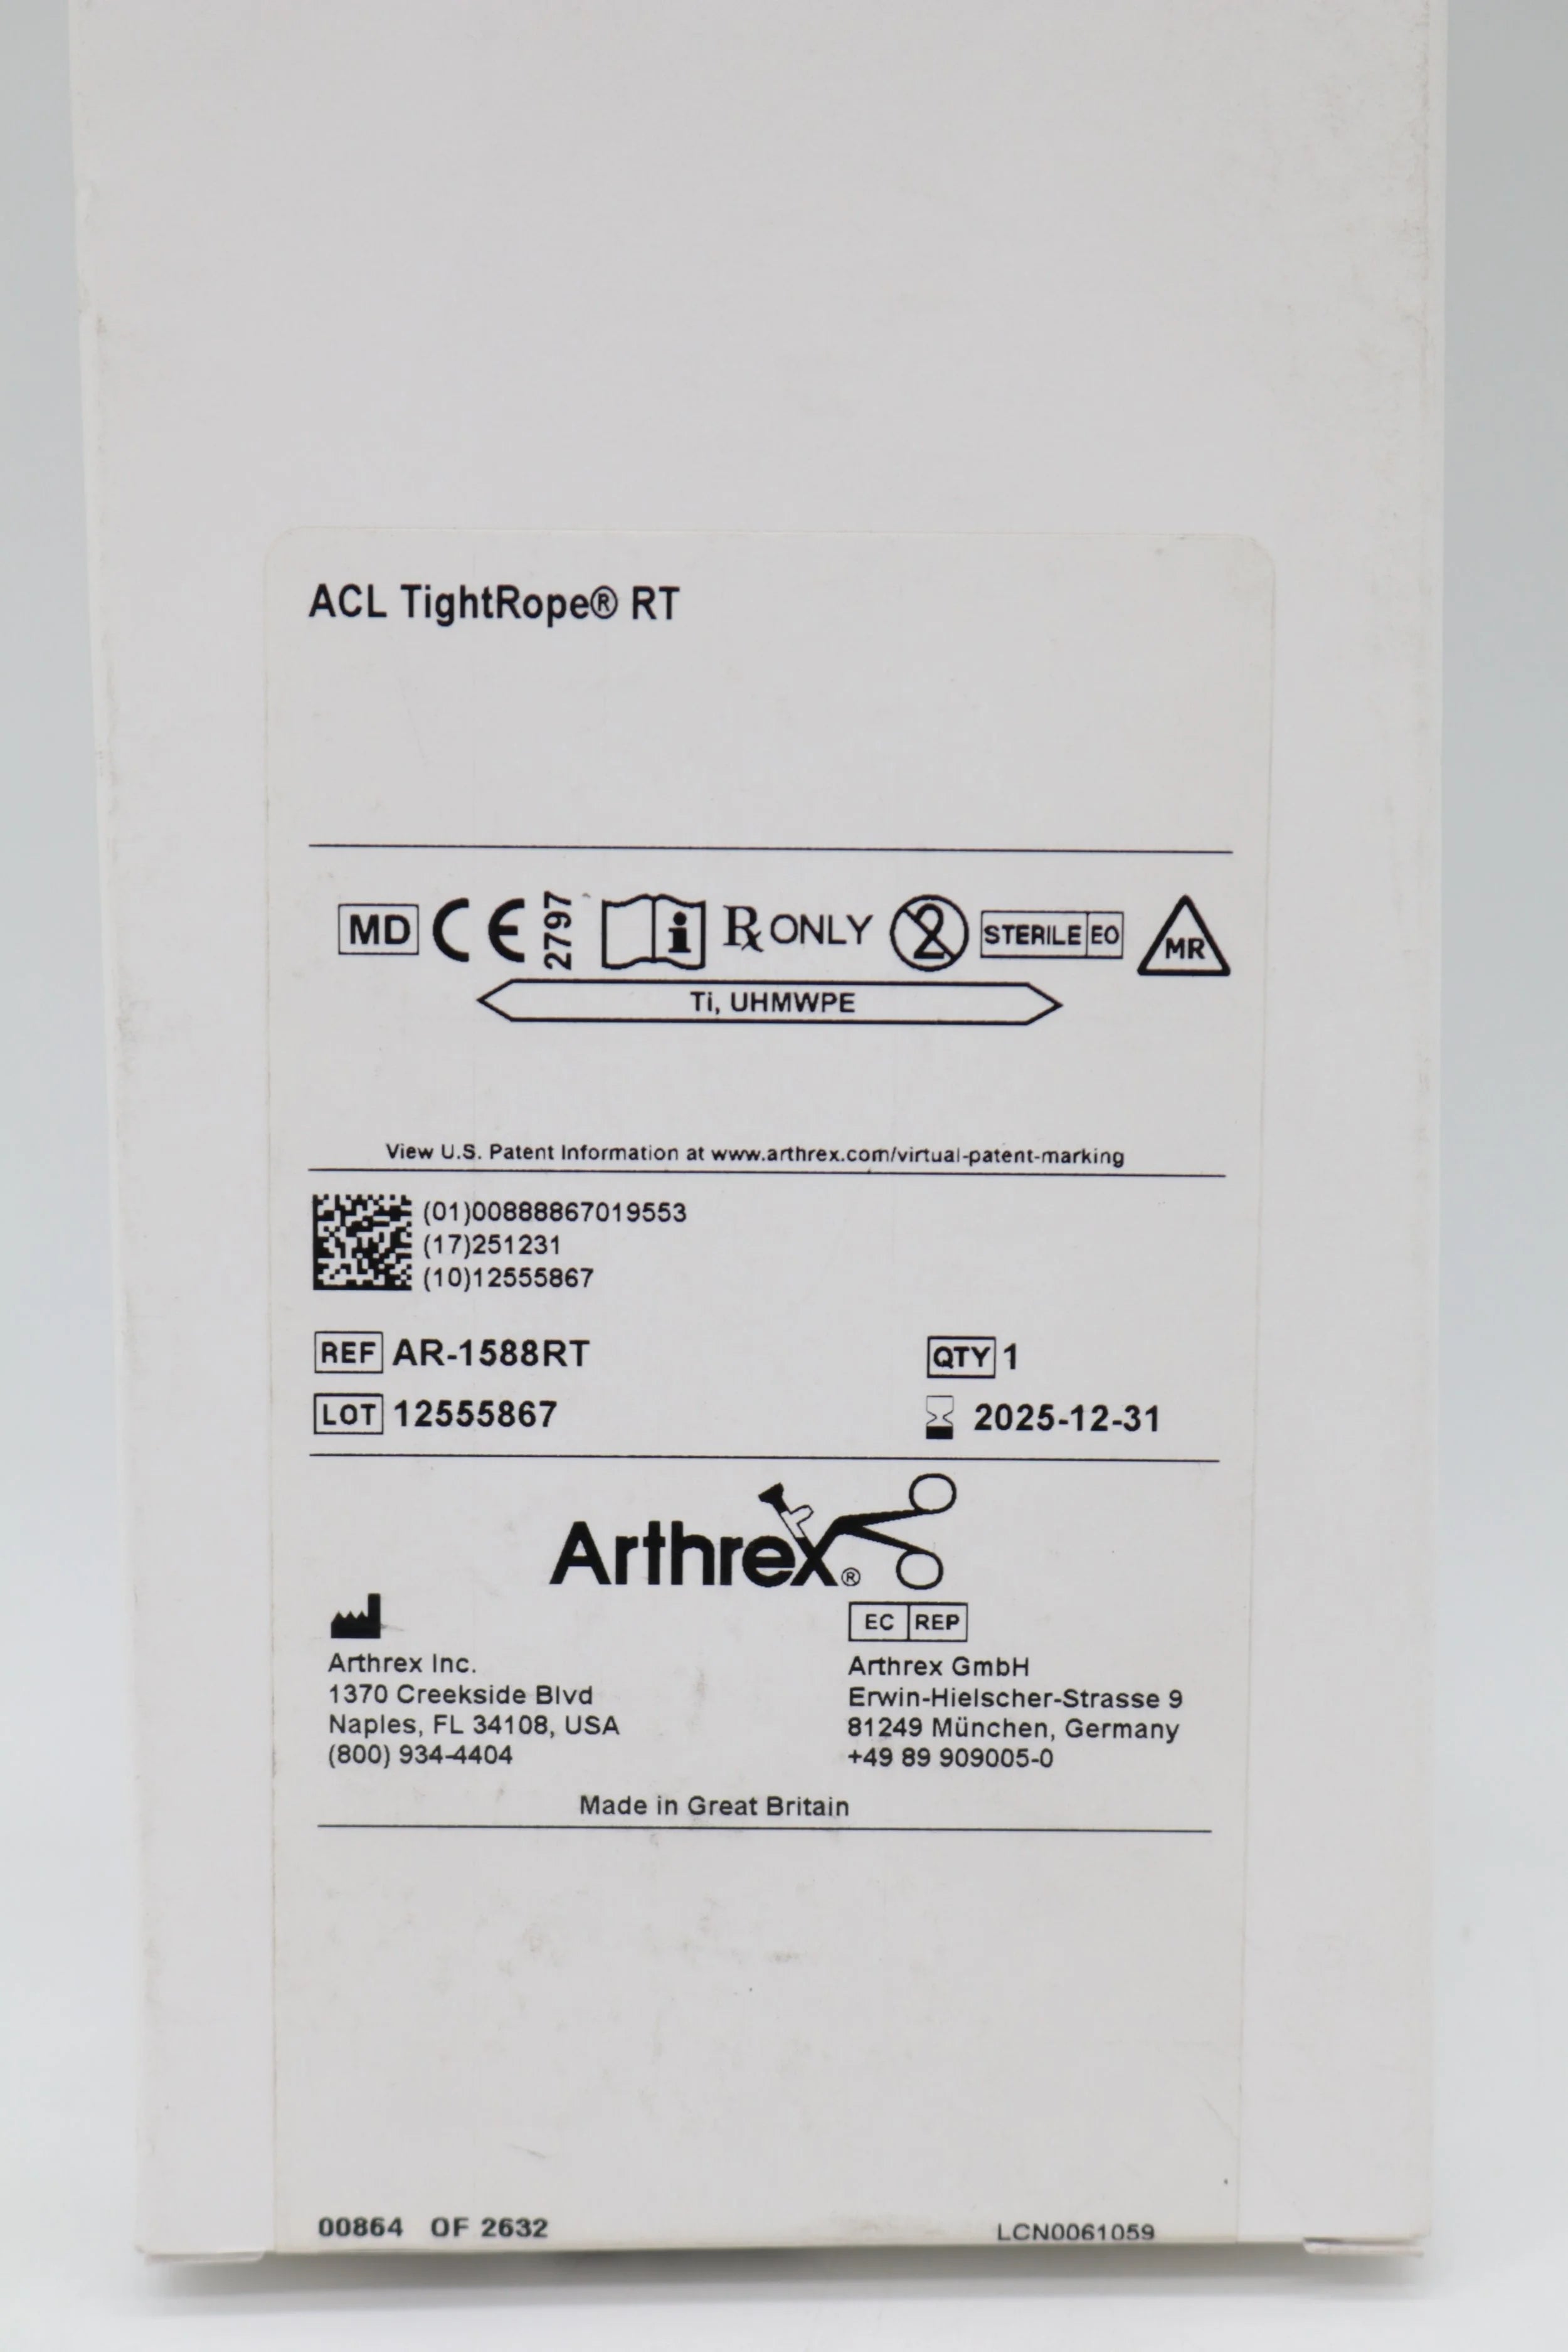 ACL TightRope® RT
MD CE 2797 i Rx ONLY 2 STERILE EO MR
Ti, UHMWPE
View U.S. Patent Information at www.arthrex.com/virtual-patent-marking
(01)00888867019553
(17)251231
(10)12555867
REF AR-1588RT QTY 1
LOT 12555867 2025-12-31
Arthrex®
EC REP
Arthrex Inc. Arthrex GmbH
1370 Creekside Blvd Erwin-Hielscher-Strasse 9
Naples, FL 34108, USA 81249 München, Germany
(800) 934-4404 +49 89 909005-0
Made in Great Britain
00864 OF 2632 LCN0061059